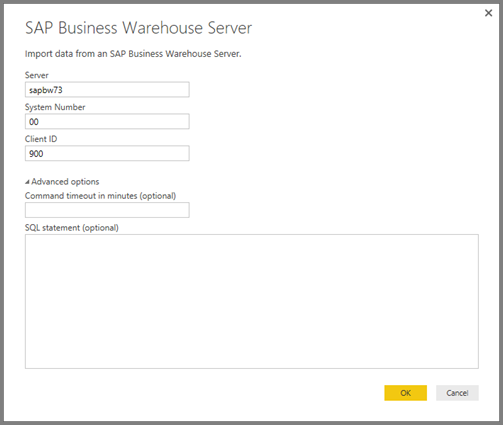 SAP Business Warehouse Server
Import data from an SAP Business Warehouse Server.
Server
sapbw73
System Number
00
Client ID
900
Advanced options
Command timeout in minutes (optional)
SQL statement (optional)
OK Cancel